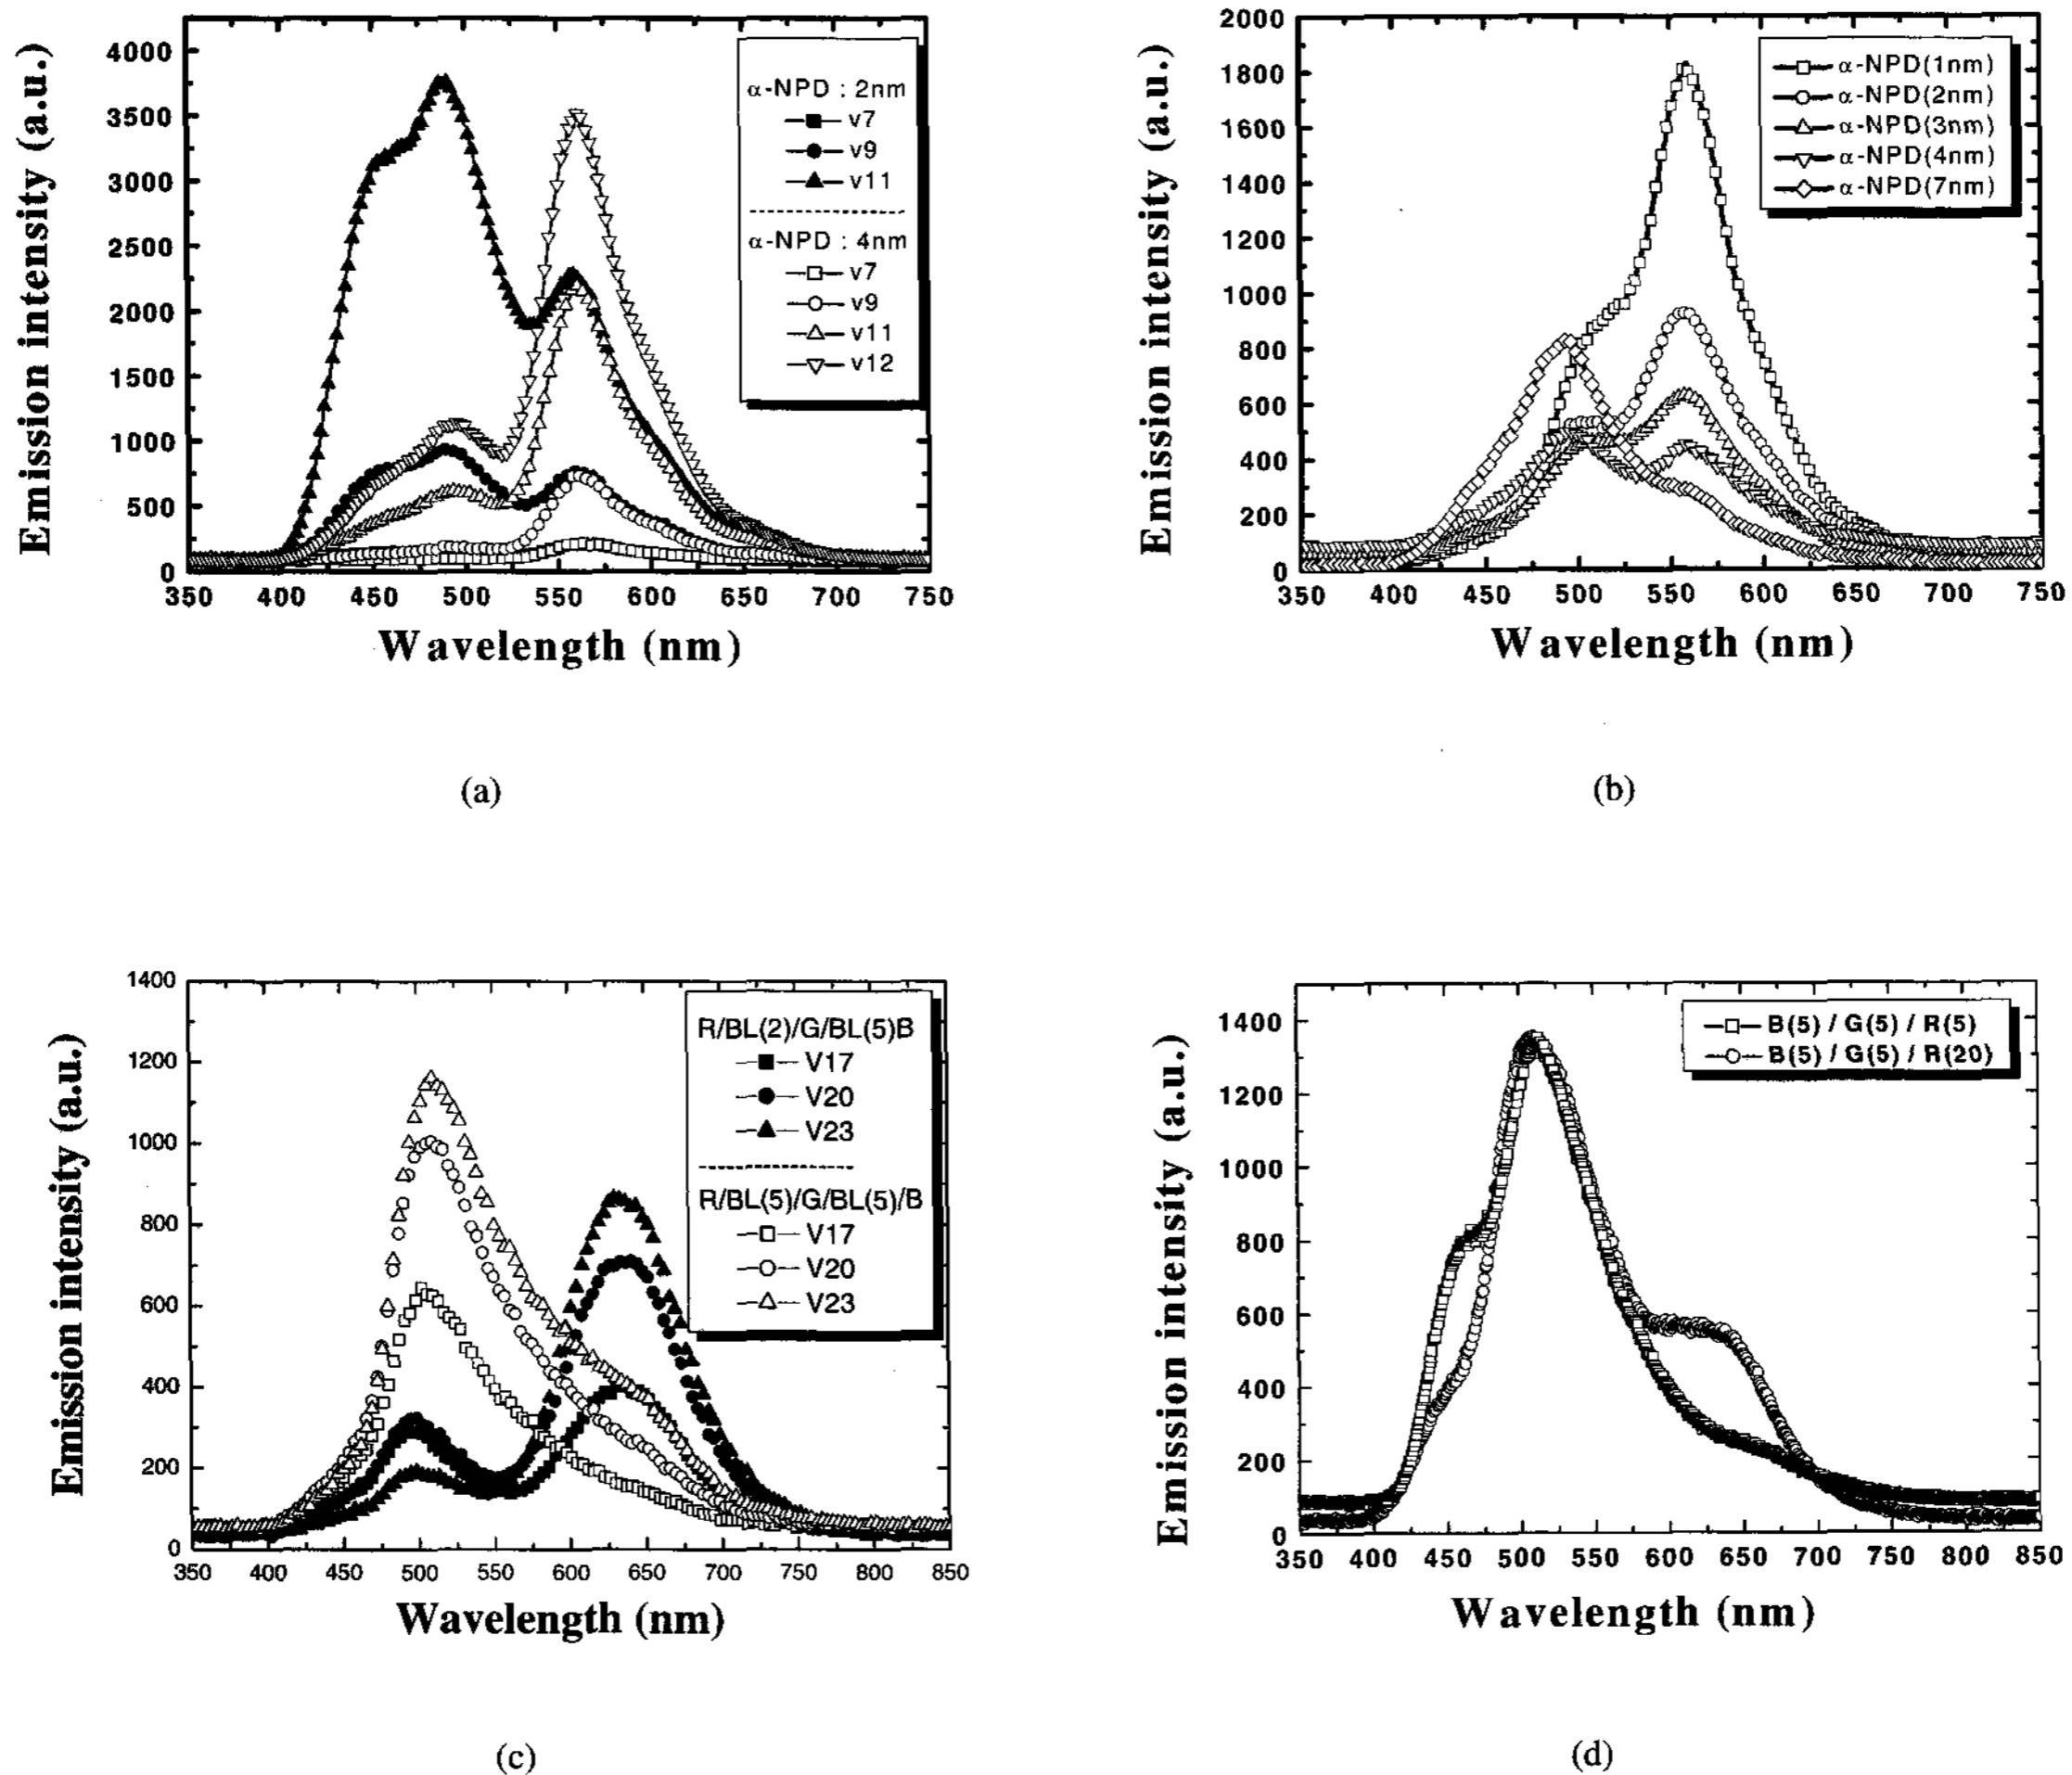 4000
3500
3000
2500
2000
1500
1000
500
0
350 400 450 500 550 600 650 700 750
Emission intensity (a.u.)
Wavelength (nm)
α-NPD : 2nm
v7
v9
v11
α-NPD : 4nm
v7
v9
v11
v12
(a)
2000
1800
1600
1400
1200
1000
800
600
400
200
0
350 400 450 500 550 600 650 700 750
Emission intensity (a.u.)
Wavelength (nm)
α-NPD(1nm)
α-NPD(2nm)
α-NPD(3nm)
α-NPD(4nm)
α-NPD(7nm)
(b)
1400
1200
1000
800
600
400
200
0
350 400 450 500 550 600 650 700 750 800 850
Emission intensity (a.u.)
Wavelength (nm)
R/BL(2)/G/BL(5)B
V17
V20
V23
R/BL(5)/G/BL(5)/B
V17
V20
V23
(c)
1400
1200
1000
800
600
400
200
0
350 400 450 500 550 600 650 700 750 800 850
Emission intensity (a.u.)
Wavelength (nm)
B(5) / G(5) / R(5)
B(5) / G(5) / R(20)
(d)